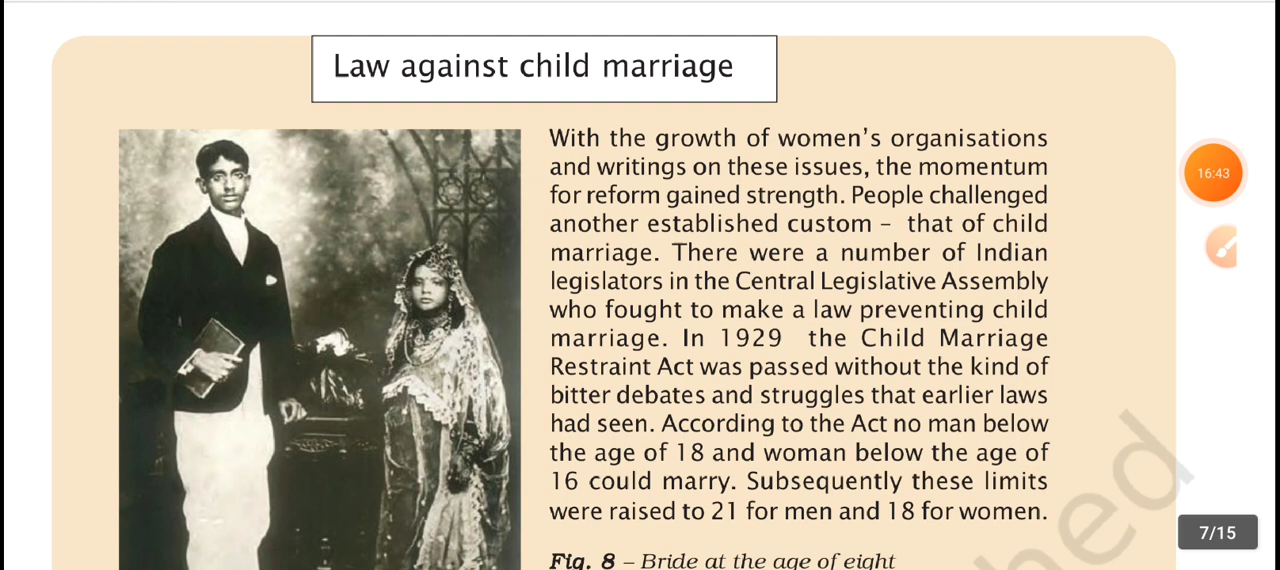 Law against child marriage
With the growth of women's organisations
and writings on these issues, the momentum
for reform gained strength. People challenged
another established custom – that of child
marriage. There were a number of Indian
legislators in the Central Legislative Assembly
who fought to make a law preventing child
marriage. In 1929 the Child Marriage
Restraint Act was passed without the kind of
bitter debates and struggles that earlier laws
had seen. According to the Act no man below
the age of 18 and woman below the age of
16 could marry. Subsequently these limits
were raised to 21 for men and 18 for women.
Fig. 8 – Bride at the age of eight
16:43
7/15